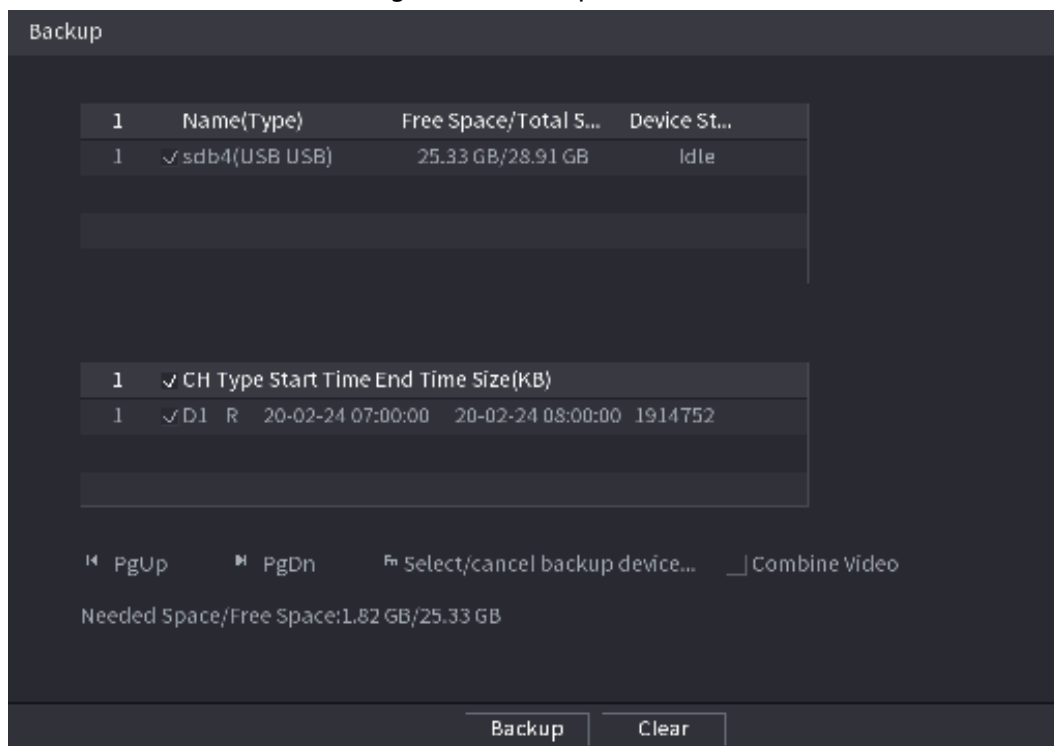 Backup
1 Name(Type) Free Space/Total S... Device St...
1 sdb4(USB USB) 25.33 GB/28.91 GB Idle
1 CH Type Start Time End Time Size(KB)
1 D1 R 20-02-24 07:00:00 20-02-24 08:00:00 1914752
PgUp PgDn Fn Select/cancel backup device... Combine Video
Needed Space/Free Space:1.82 GB/25.33 GB
Backup Clear